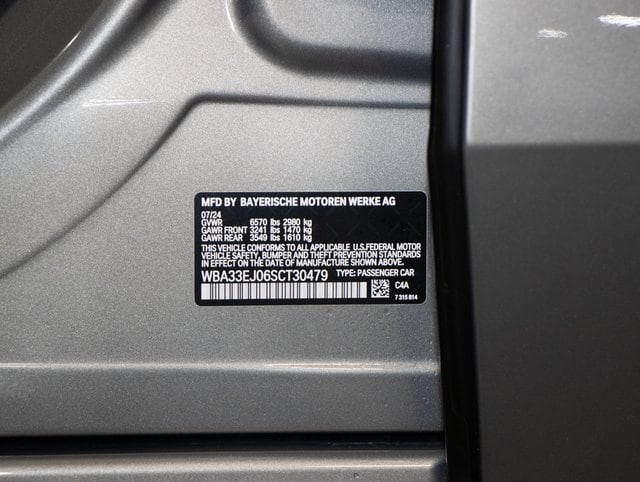 MFD BY BAYERISCHE MOTOREN WERKE AG
07/24
GVWR 6570 lbs 2980 kg
GAWR FRONT 3241 lbs 1470 kg
GAWR REAR 3549 lbs 1610 kg
THIS VEHICLE CONFORMS TO ALL APPLICABLE U.S.FEDERAL MOTOR
VEHICLE SAFETY, BUMPER AND THEFT PREVENTION STANDARDS
IN EFFECT ON THE DATE OF MANUFACTURE SHOWN ABOVE.
WBA33EJ06SCT30479 TYPE: PASSENGER CAR
C4A
7 215 814